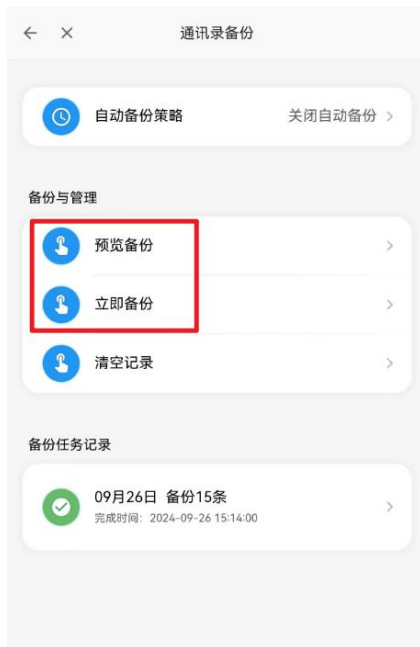 通讯录备份
自动备份策略 关闭自动备份
备份与管理
预览备份
立即备份
清空记录
备份任务记录
09月26日 备份15条
完成时间: 2024-09-26 15:14:00